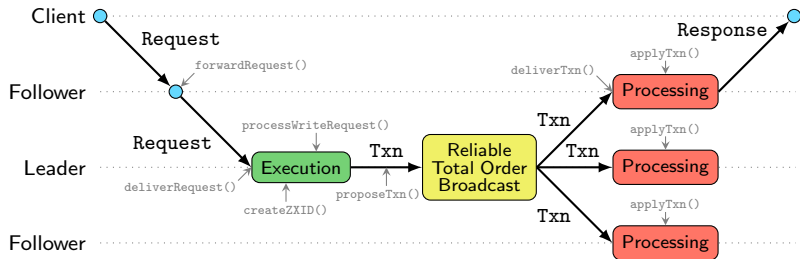 Client
Request
Response
forwardRequest()
applyTxn()
deliverTxn()
Follower
Processing
Txn
Request
processWriteRequest()
applyTxn()
Reliable
Total Order
Broadcast
Txn
Txn
Leader
Execution
Processing
deliverRequest()
proposeTxn()
createZXID()
applyTxn()
Txn
Follower
Processing